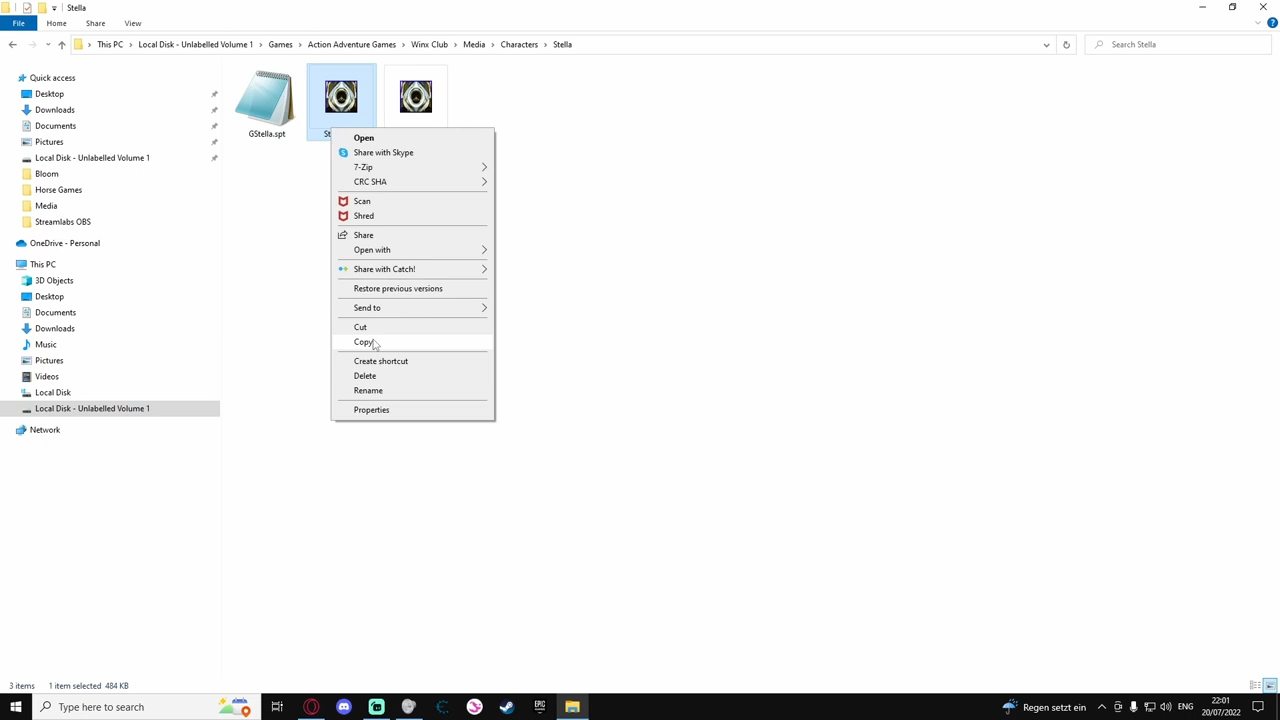 Stella
File
Home
Share
View
This PC
Local Disk - Unlabelled Volume 1
Games
Action Adventure Games
Winx Club
Media
Characters
Stella
Search Stella
Quick access
Desktop
Downloads
Documents
Pictures
Local Disk - Unlabelled Volume 1
Bloom
Horse Games
Media
Streamlabs OBS
OneDrive - Personal
This PC
3D Objects
Desktop
Documents
Downloads
Music
Pictures
Videos
Local Disk
Local Disk - Unlabelled Volume 1
Network
GStella.spt
Open
Share with Skype
7-Zip
CRC SHA
Scan
Shred
Share
Open with
Share with Catch!
Restore previous versions
Send to
Cut
Copy
Create shortcut
Delete
Rename
Properties
3 items 1 item selected 484 KB
Type here to search
EPIC
Regen setzt ein
ENG
22:01
20/07/2022